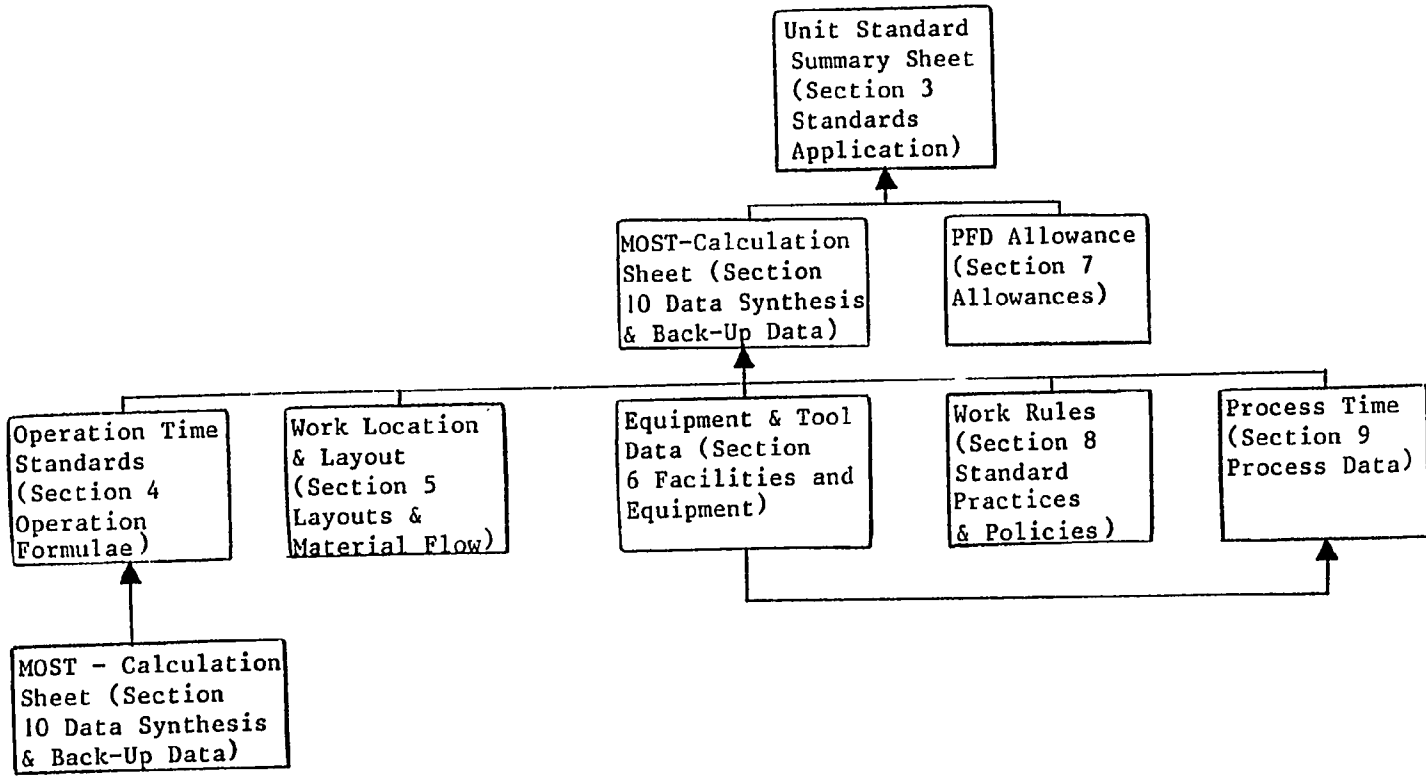 Unit Standard
Summary Sheet
(Section 3
Standards
Application)
MOST-Calculation
Sheet (Section
10 Data Synthesis
& Back-Up Data)
PFD Allowance
(Section 7
Allowances)
Operation Time
Standards
(Section 4
Operation
Formulae)
Work Location
& Layout
(Section 5
Layouts &
Material Flow)
Equipment & Tool
Data (Section
6 Facilities and
Equipment)
Work Rules
(Section 8
Standard
Practices
& Policies)
Process Time
(Section 9
Process Data)
MOST - Calculation
Sheet (Section
10 Data Synthesis
& Back-Up Data)